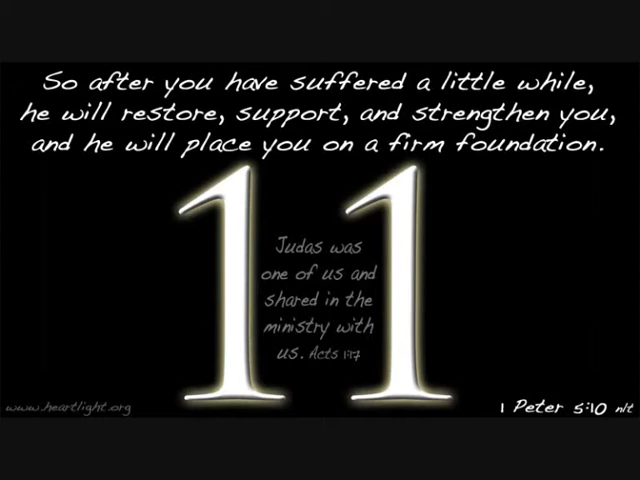 So after you have suffered a little while,
he will restore, support, and strengthen you,
and he will place you on a firm foundation.
11
Judas was
one of us and
shared in the
ministry with
us. Acts 1:17
www.heartlight.org
1 Peter 5:10 nlt